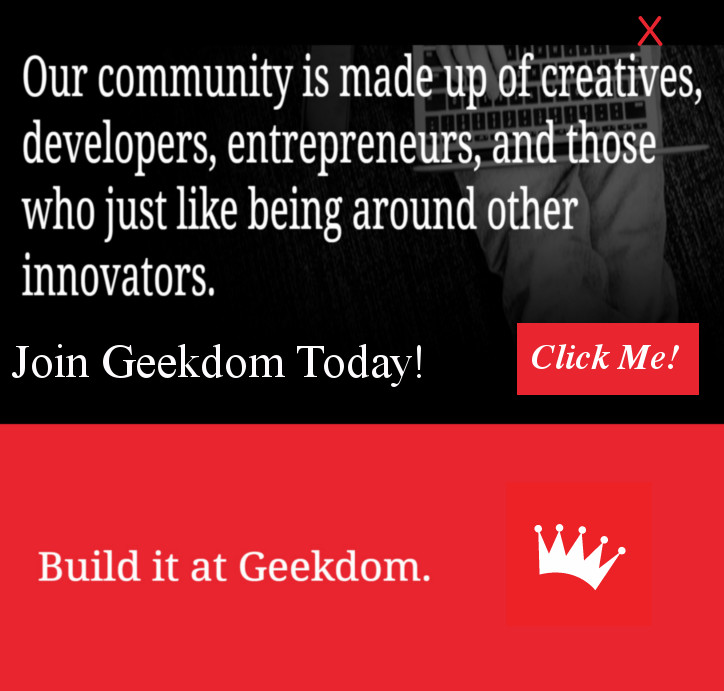 X
Our community is made up of creatives,
developers, entrepreneurs, and those
who just like being around other
innovators.
Join Geekdom Today!
Click Me!
Build it at Geekdom.